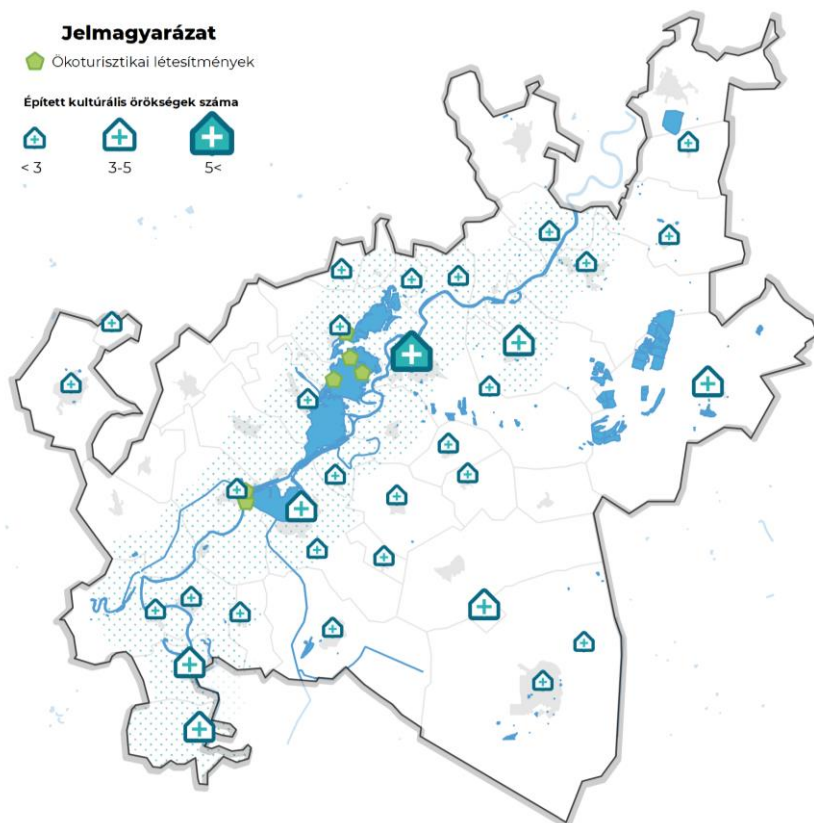 Jelmagyarázat
Ökoturisztikai létesítmények
Épített kultúrális örökségek száma
< 3 3-5 5<